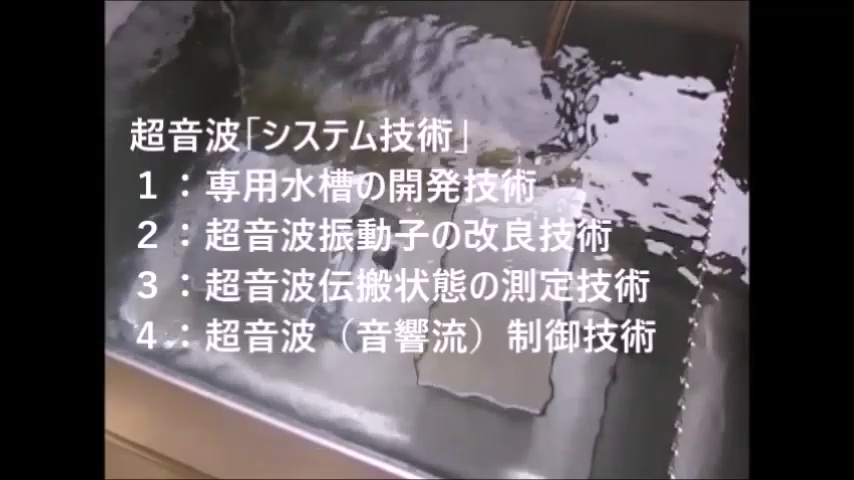 超音波「システム技術」
１：専用水槽の開発技術
２：超音波振動子の改良技術
３：超音波伝搬状態の測定技術
４：超音波（音響流）制御技術